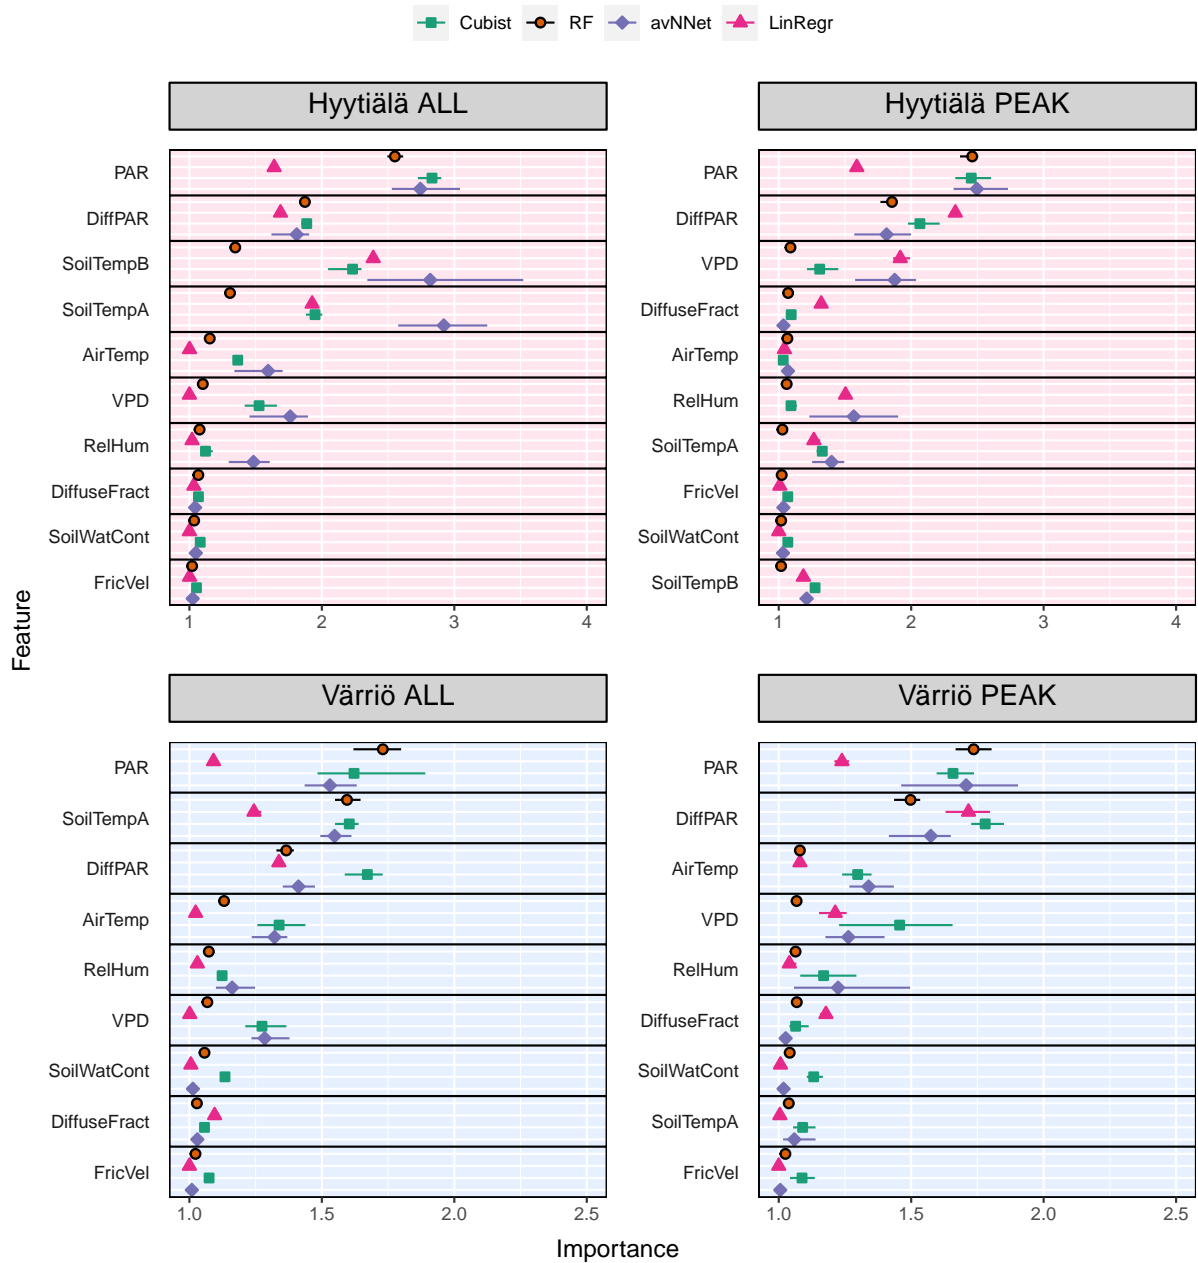 Cubist RF avNNet LinRegr
Hyytiälä ALL
PAR
DiffPAR
SoilTempB
SoilTempA
AirTemp
VPD
RelHum
DiffuseFract
SoilWatCont
FricVel
1 2 3 4
Hyytiälä PEAK
PAR
DiffPAR
VPD
DiffuseFract
AirTemp
RelHum
SoilTempA
FricVel
SoilWatCont
SoilTempB
1 2 3 4
Feature
Värriö ALL
PAR
SoilTempA
DiffPAR
AirTemp
RelHum
VPD
SoilWatCont
DiffuseFract
FricVel
1.0 1.5 2.0 2.5
Värriö PEAK
PAR
DiffPAR
AirTemp
VPD
RelHum
DiffuseFract
SoilWatCont
SoilTempA
FricVel
1.0 1.5 2.0 2.5
Importance